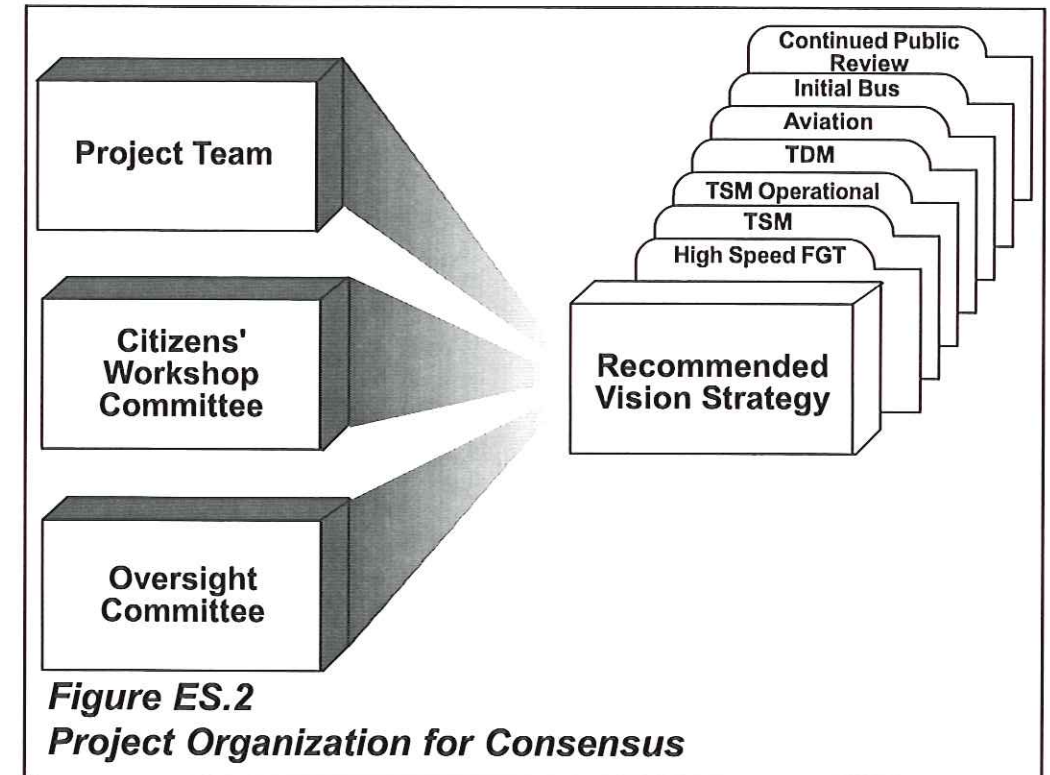 Project Team
Citizens'
Workshop
Committee
Oversight
Committee
Continued Public
Review
Initial Bus
Aviation
TDM
TSM Operational
TSM
High Speed FGT
Recommended
Vision Strategy
Figure ES.2
Project Organization for Consensus